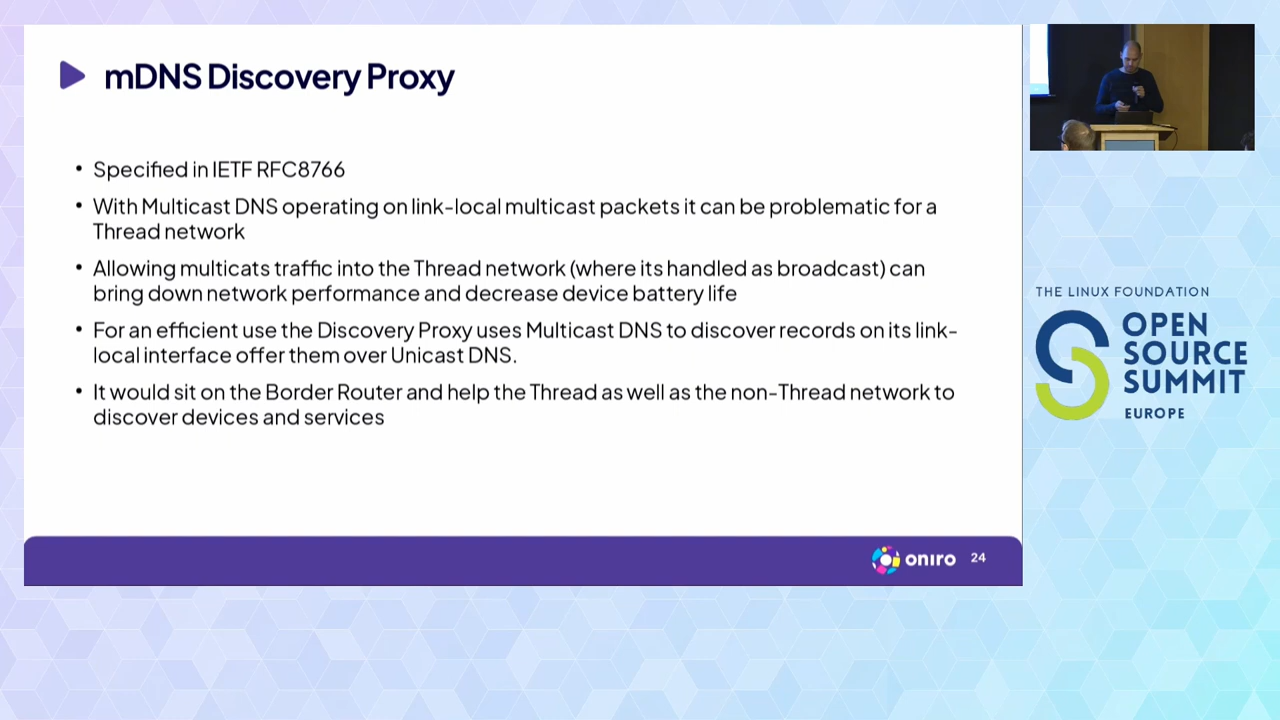 mDNS Discovery Proxy
• Specified in IETF RFC8766
• With Multicast DNS operating on link-local multicast packets it can be problematic for a
Thread network
• Allowing multicats traffic into the Thread network (where its handled as broadcast) can
bring down network performance and decrease device battery life
• For an efficient use the Discovery Proxy uses Multicast DNS to discover records on its link-
local interface offer them over Unicast DNS.
• It would sit on the Border Router and help the Thread as well as the non-Thread network to
discover devices and services
oniro 24
THE LINUX FOUNDATION
OPEN
SOURCE
SUMMIT
EUROPE